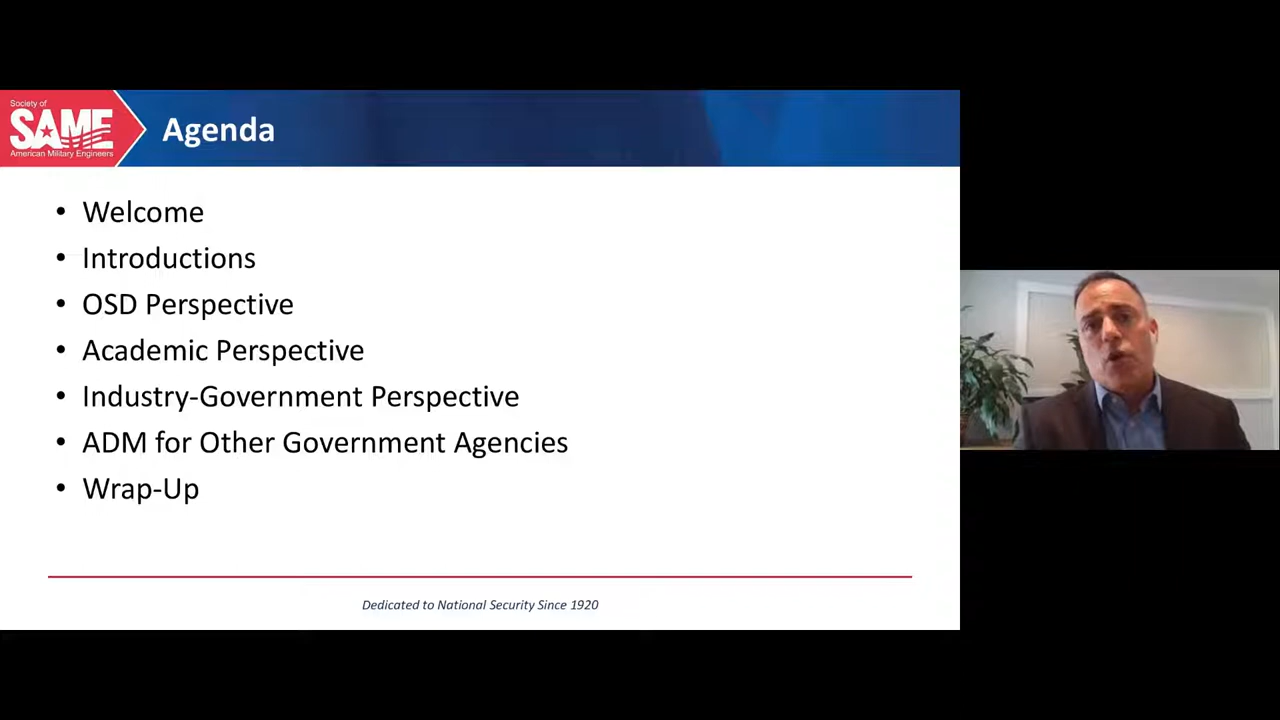 Society of
SAME
American Military Engineers
Agenda
• Welcome
• Introductions
• OSD Perspective
• Academic Perspective
• Industry-Government Perspective
• ADM for Other Government Agencies
• Wrap-Up
Dedicated to National Security Since 1920